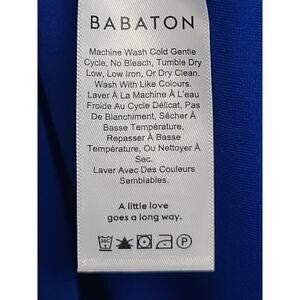 BABATON
Machine Wash Cold Gentle
Cycle, No Bleach, Tumble Dry
Low, Low Iron, Or Dry Clean.
Wash With Like Colours.
Laver À La Machine À L'eau
Froide Au Cycle Délicat, Pas
De Blanchiment, Sécher À
Basse Température,
Repasser À Basse
Température, Ou Nettoyer À
Sec.
Laver Avec Des Couleurs
Semblables.
A little love
goes a long way.